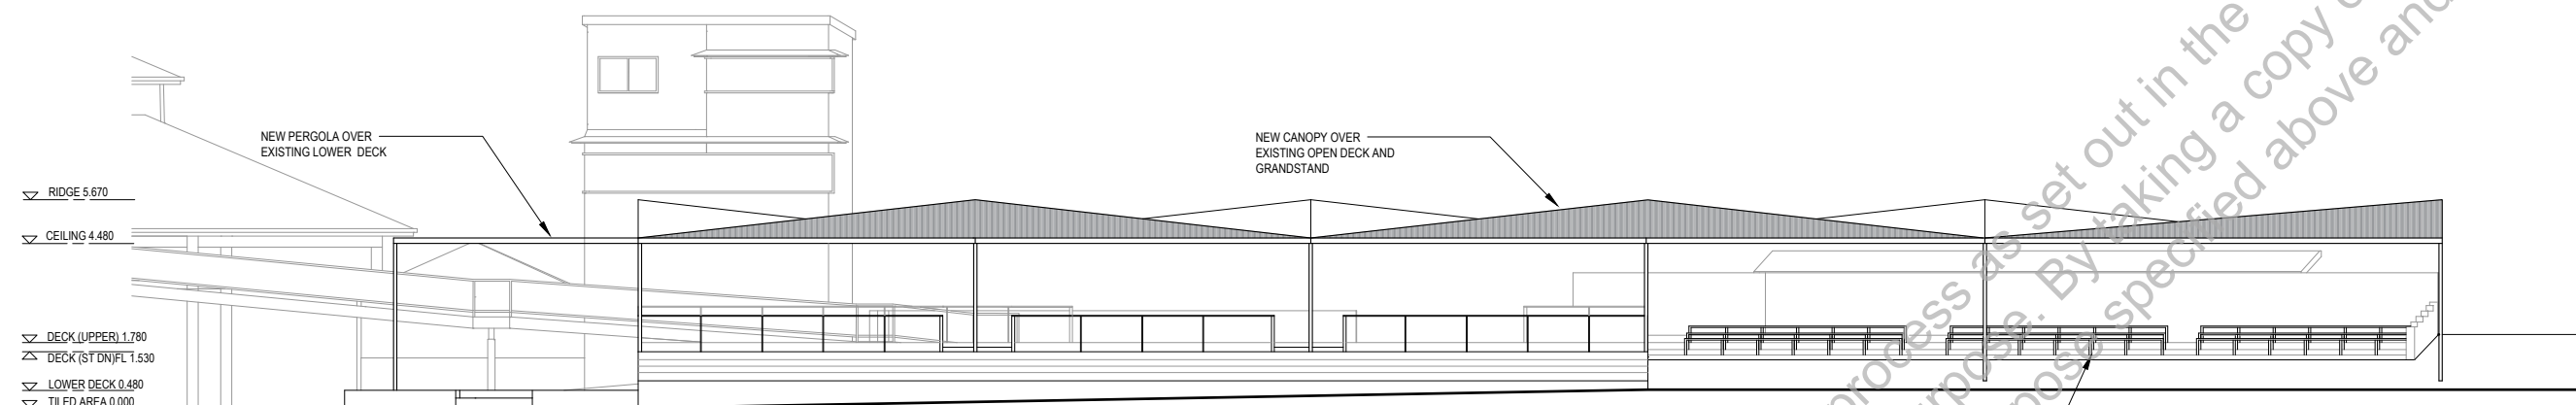 NEW PERGOLA OVER
EXISTING LOWER DECK
NEW CANOPY OVER
EXISTING OPEN DECK AND
GRANDSTAND
RIDGE 5.670
CEILING 4.480
DECK (UPPER) 1.780
DECK (ST DN)FL 1.530
LOWER DECK 0.480
TILED AREA 0.000
process as set out in the
rpose. By taking a copy o
pose specified above and